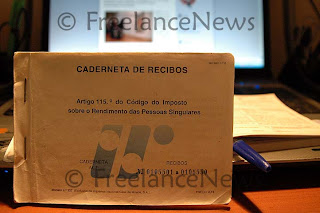 © FreelanceNews
CADERNETA DE RECIBOS
Artigo 115.º do Código do Imposto
sobre o Rendimento das Pessoas Singulares
CADERNETA
RECIBOS
© FreelanceNews